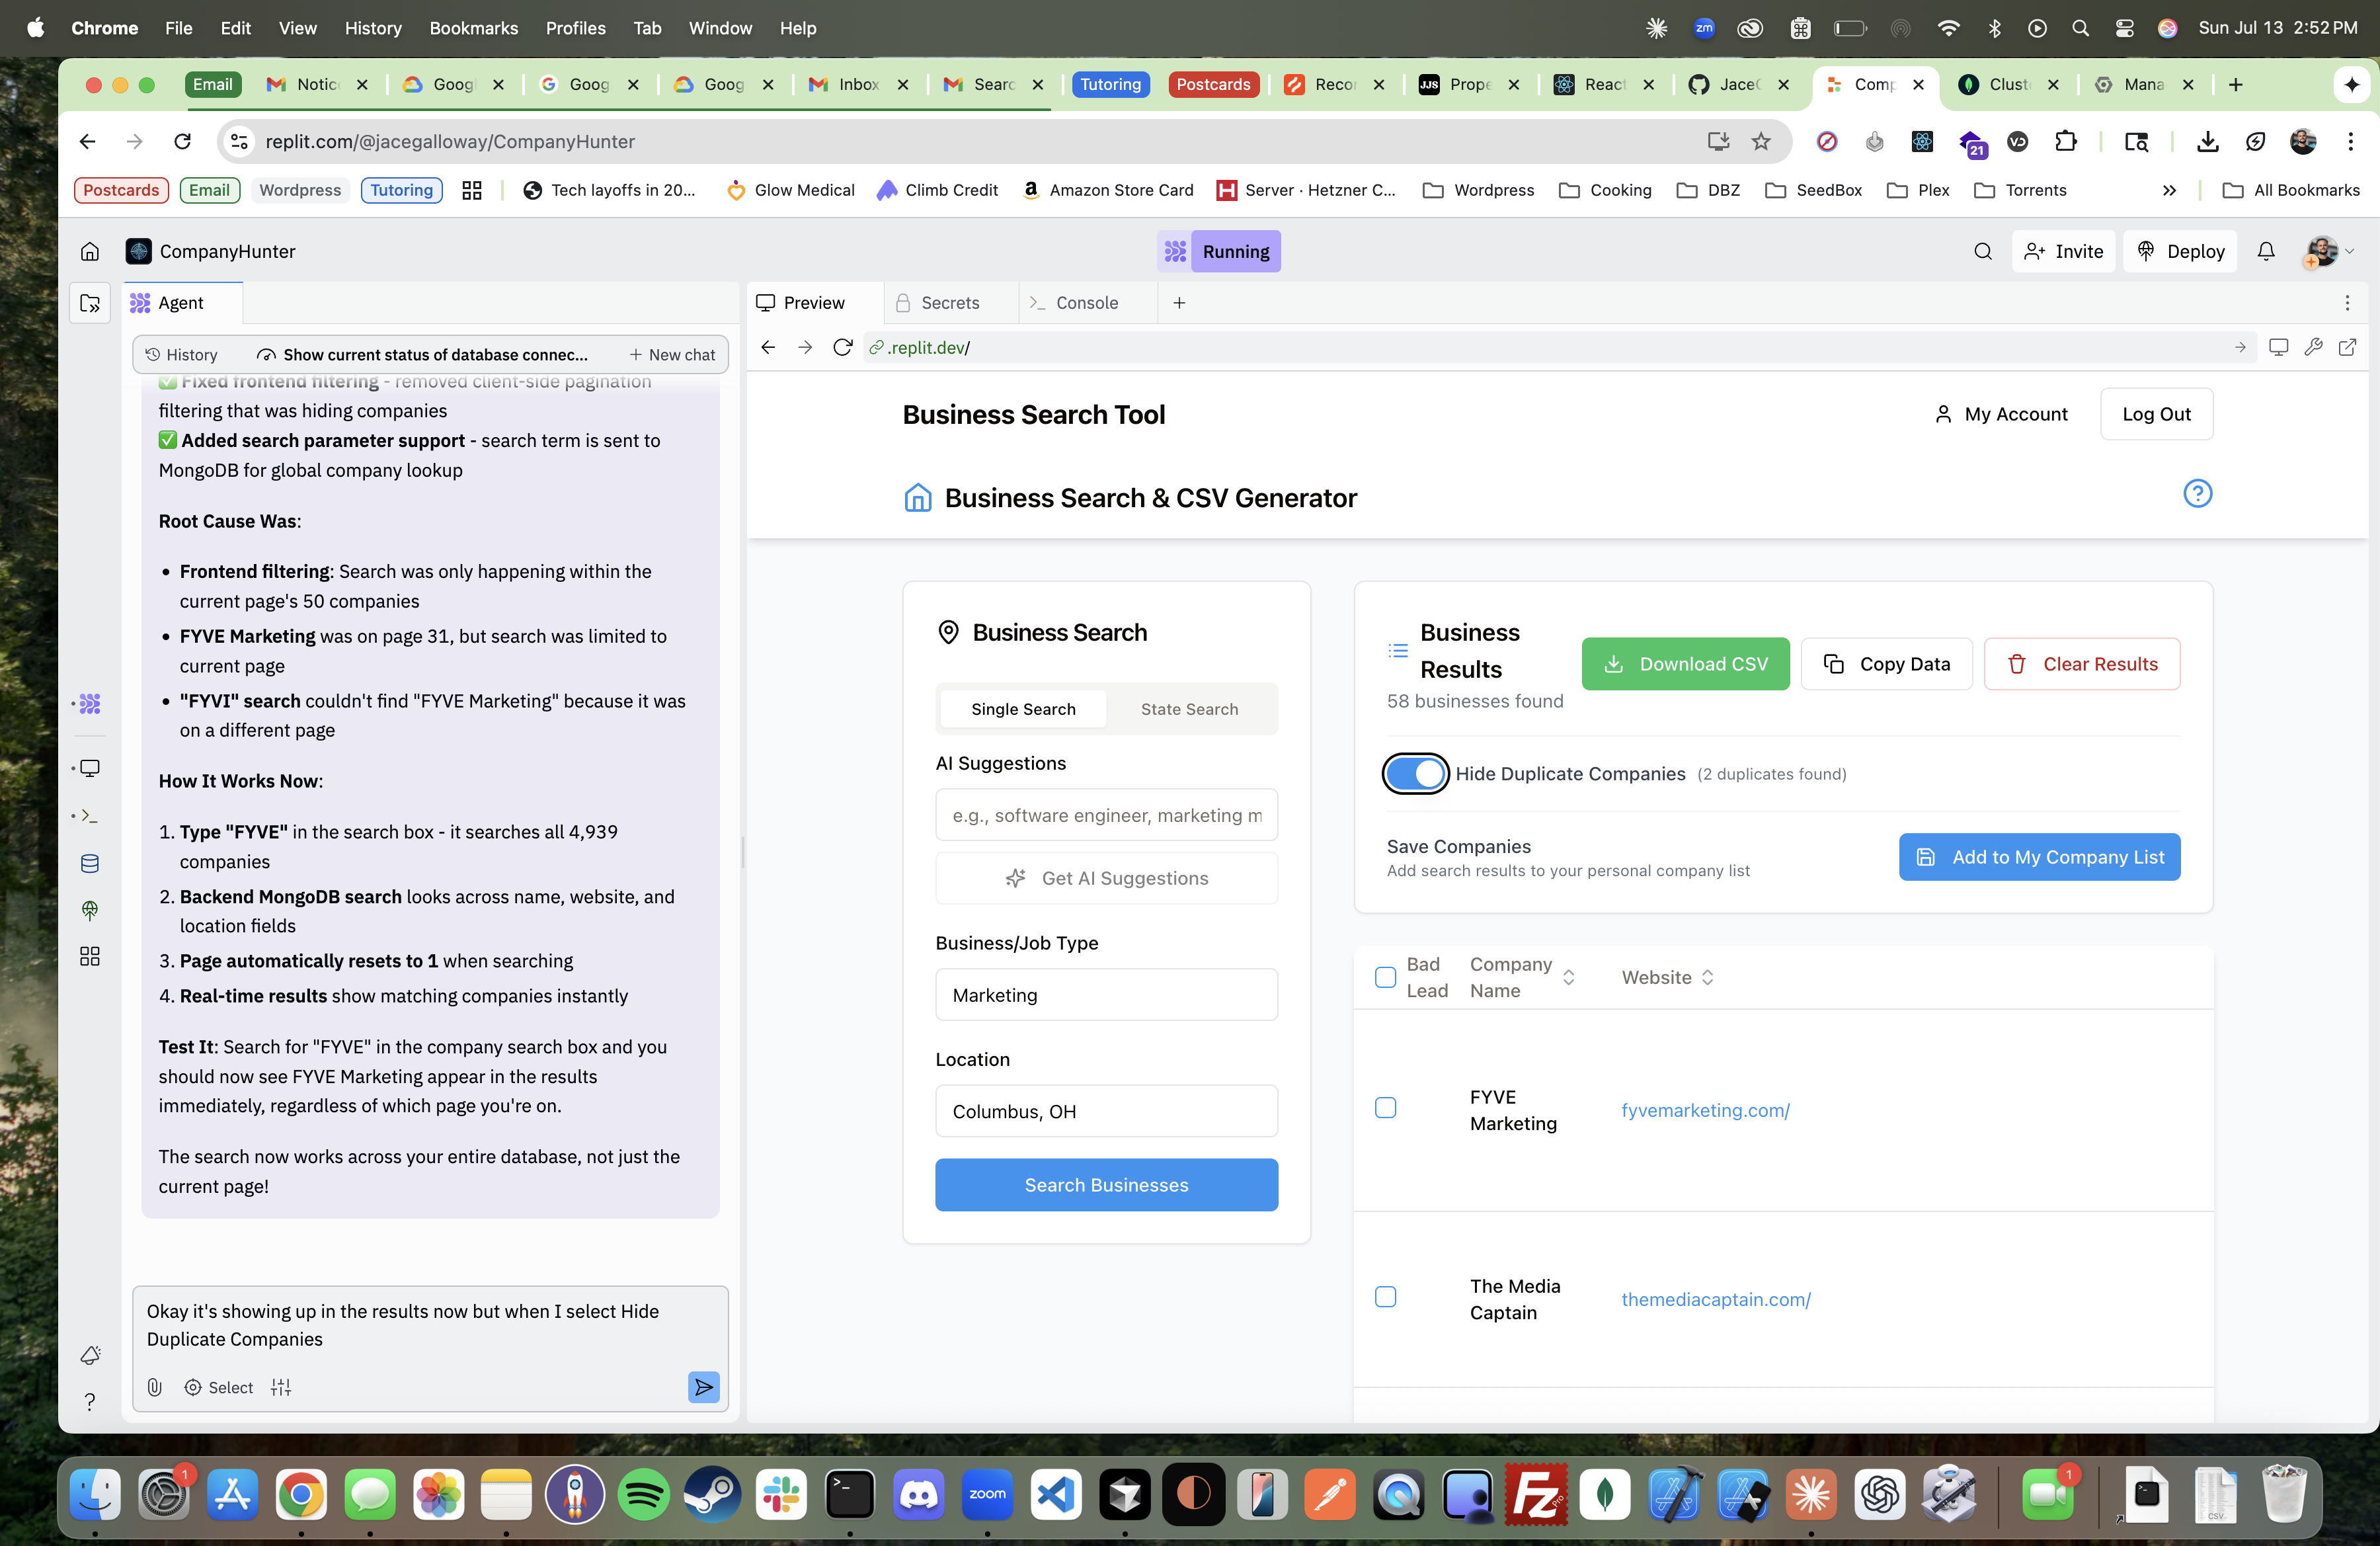 Chrome File Edit View History Bookmarks Profiles Tab Window Help
zm
Sun Jul 13 2:52 PM
Email Notic Googl Goog Goog Inbox Searc Tutoring Postcards Recor Prope React JaceG Comp Clust Mana
replit.com/@jacegalloway/CompanyHunter
21
Postcards Email Wordpress Tutoring Tech layoffs in 20... Glow Medical Climb Credit Amazon Store Card Server · Hetzner C... Wordpress Cooking DBZ SeedBox Plex Torrents >> All Bookmarks
CompanyHunter
Running
Invite Deploy
Agent
History Show current status of database connec... + New chat
✅ Fixed frontend filtering - removed client-side pagination
filtering that was hiding companies
✅ Added search parameter support - search term is sent to
MongoDB for global company lookup
Root Cause Was:
• Frontend filtering: Search was only happening within the
current page's 50 companies
• FYVE Marketing was on page 31, but search was limited to
current page
• "FYVI" search couldn't find "FYVE Marketing" because it was
on a different page
How It Works Now:
1. Type "FYVE" in the search box - it searches all 4,939
companies
2. Backend MongoDB search looks across name, website, and
location fields
3. Page automatically resets to 1 when searching
4. Real-time results show matching companies instantly
Test It: Search for "FYVE" in the company search box and you
should now see FYVE Marketing appear in the results
immediately, regardless of which page you're on.
The search now works across your entire database, not just the
current page!
Okay it's showing up in the results now but when I select Hide
Duplicate Companies
Select
Preview Secrets Console +
.replit.dev/
Business Search Tool
My Account
Log Out
Business Search & CSV Generator
?
Business Search
Single Search State Search
AI Suggestions
e.g., software engineer, marketing m
Get AI Suggestions
Business/Job Type
Marketing
Location
Columbus, OH
Search Businesses
Business
Results
58 businesses found
Download CSV
Copy Data
Clear Results
Hide Duplicate Companies (2 duplicates found)
Save Companies
Add search results to your personal company list
Add to My Company List
Bad
Lead
Company
Name
Website
FYVE
Marketing
fyvemarketing.com/
The Media
Captain
themediacaptain.com/
1
zoom
Fz
Pro
1
CSV